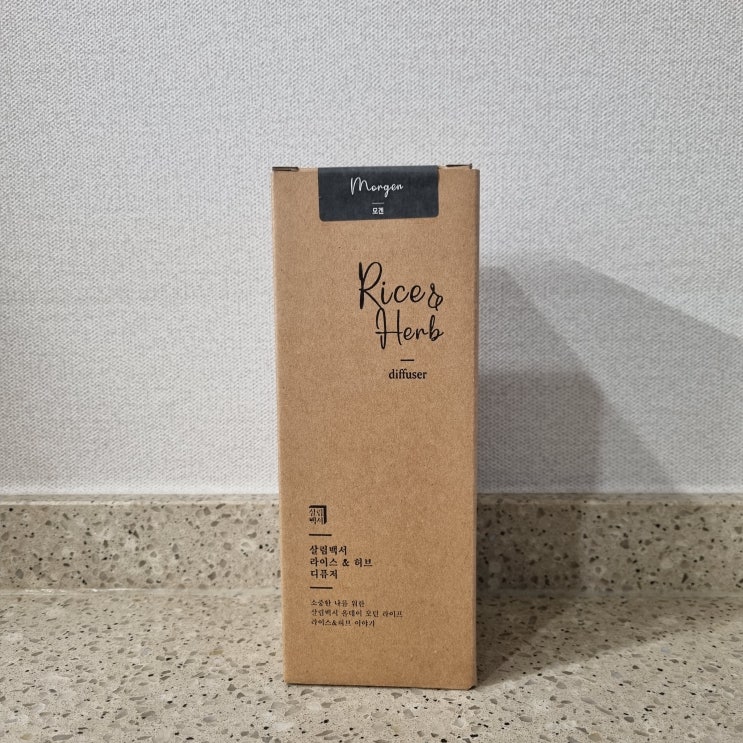 Morgen
모겐
Rice &
Herb
diffuser
살림
백서
살림백서
라이스 & 허브
디퓨저
소중한 나를 위한
살림백서 유데이 모던 라이프
라이스&허브 이야기